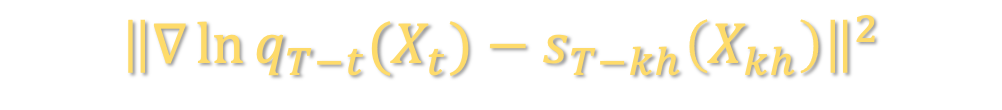 ‖∇ ln q_{T−t}(X_t) − s_{T−kh}(X_{kh})‖²